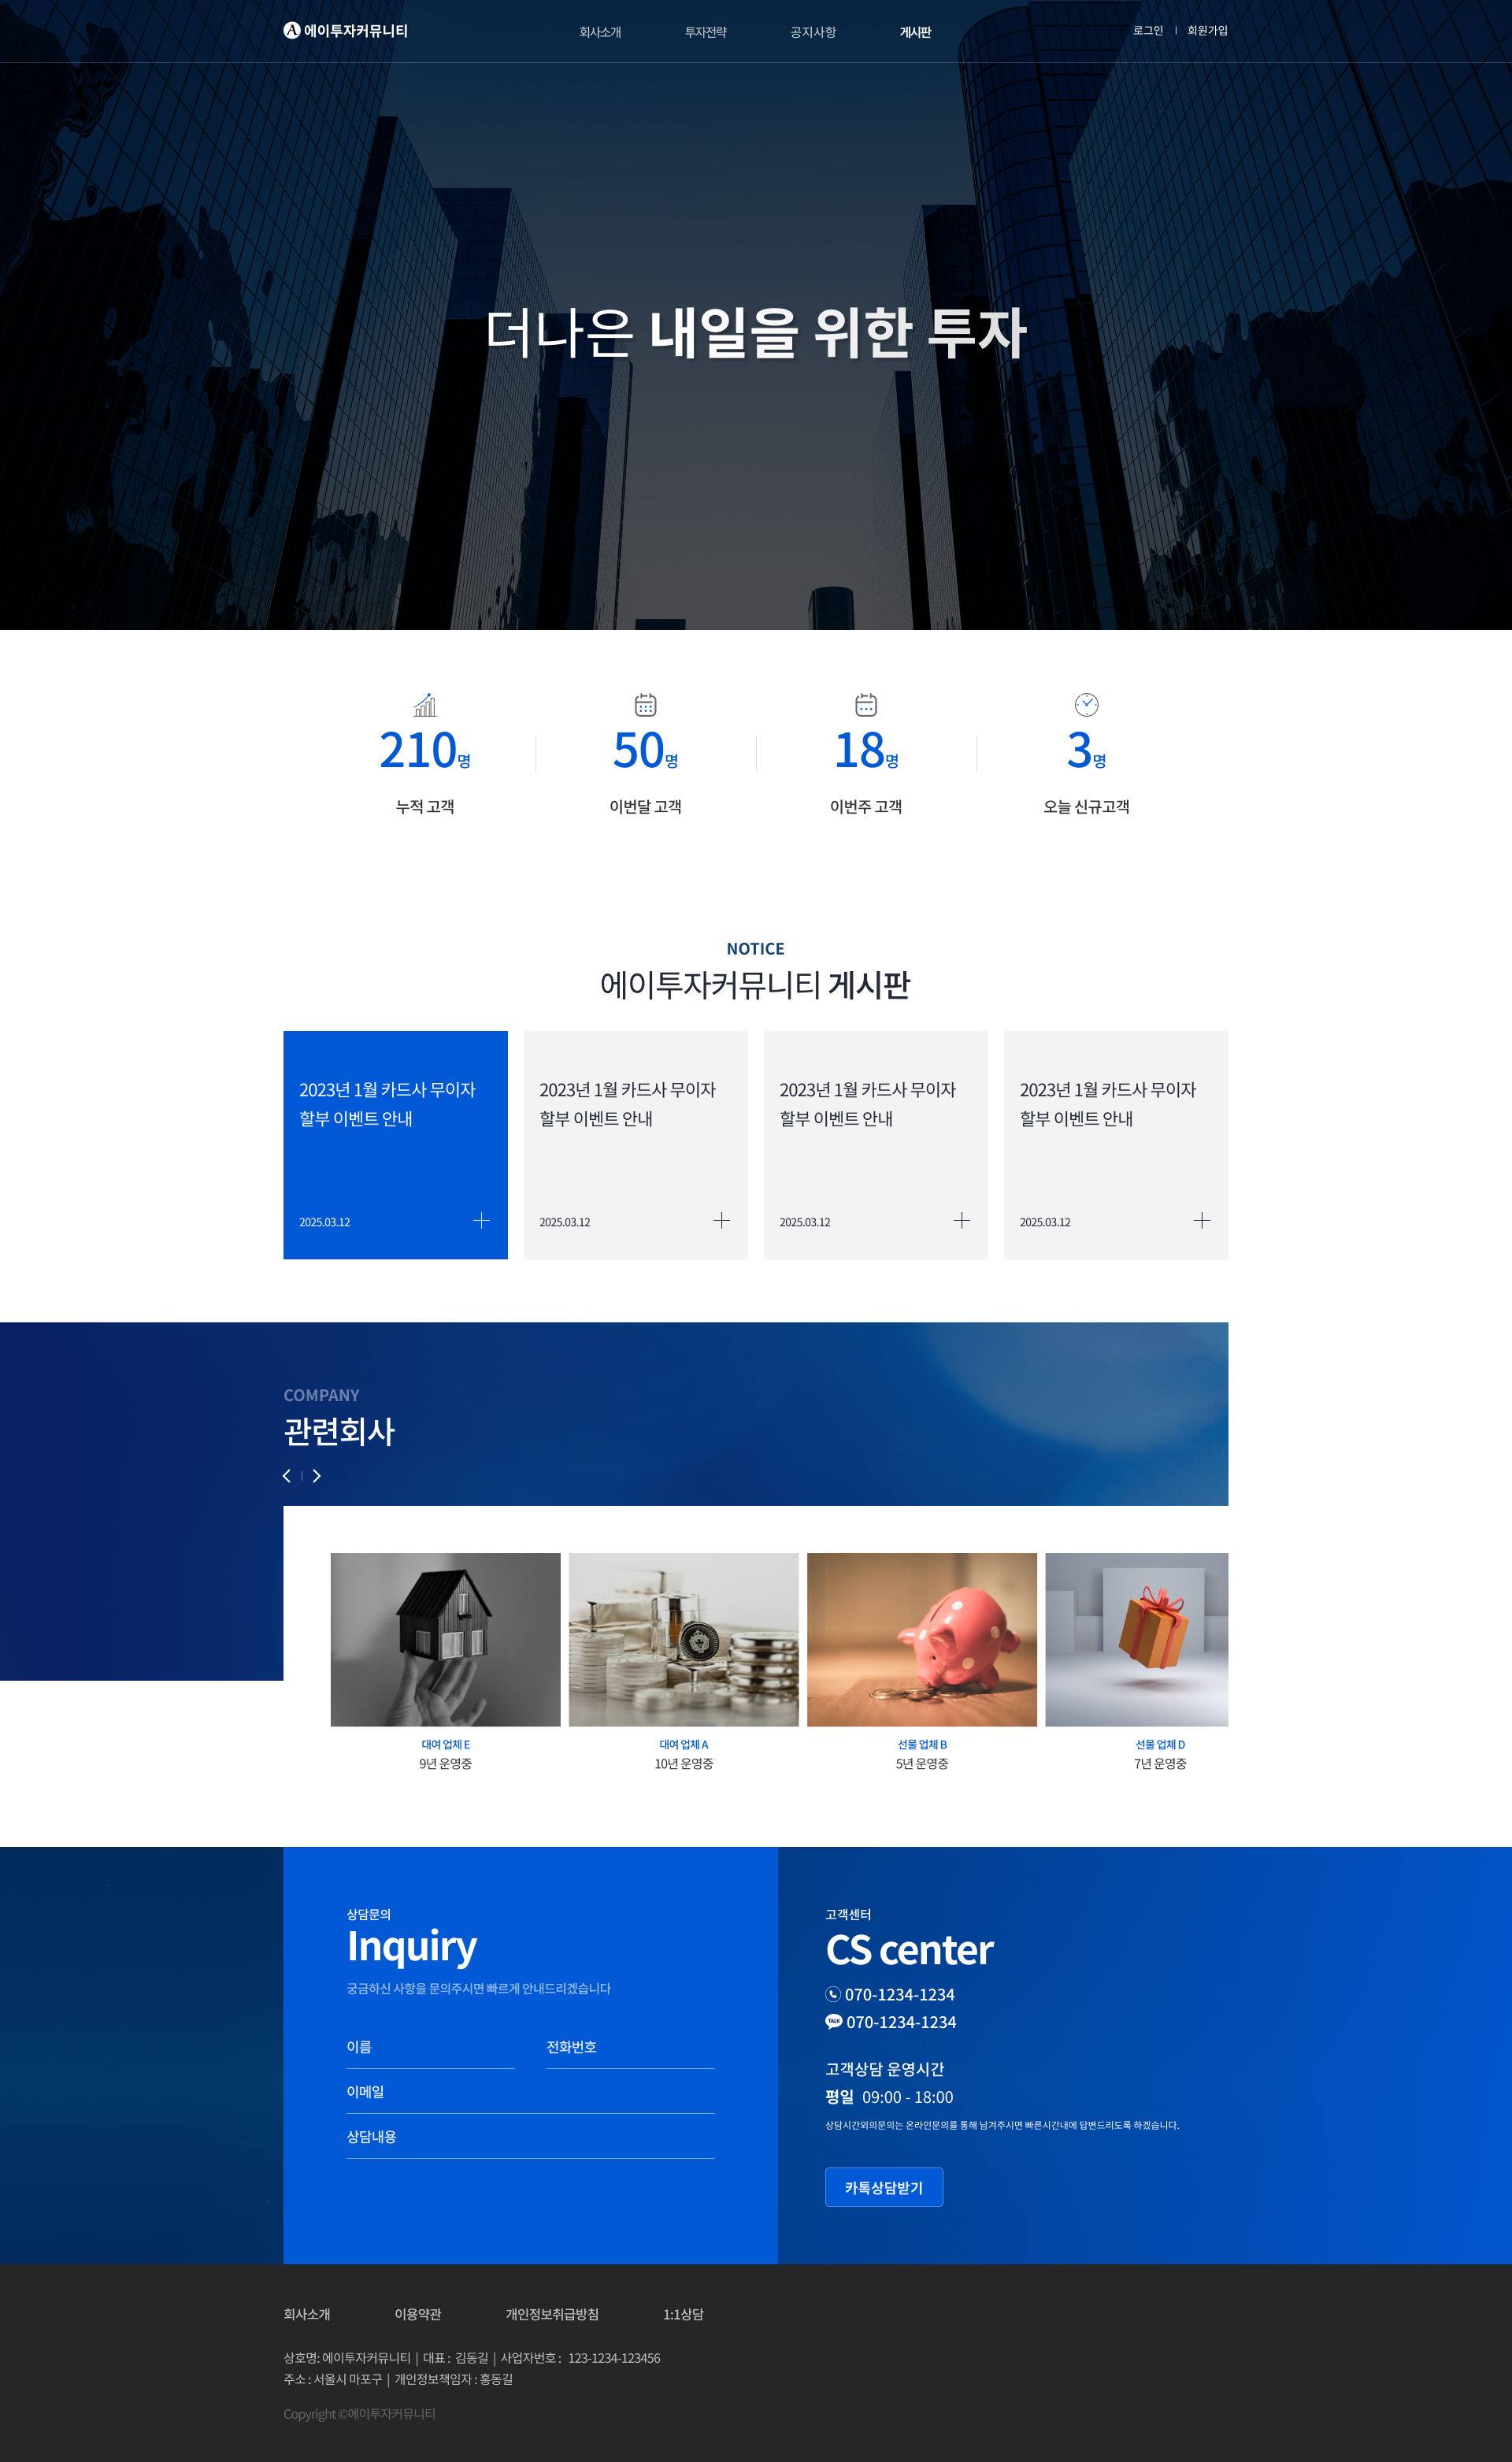 A 에이투자커뮤니티
회사소개 투자전략 공지사항 게시판
로그인 | 회원가입
더나은 내일을 위한 투자
210명
누적 고객
50명
이번달 고객
18명
이번주 고객
3명
오늘 신규고객
NOTICE
에이투자커뮤니티 게시판
2023년 1월 카드사 무이자
할부 이벤트 안내
2025.03.12
2023년 1월 카드사 무이자
할부 이벤트 안내
2025.03.12
2023년 1월 카드사 무이자
할부 이벤트 안내
2025.03.12
2023년 1월 카드사 무이자
할부 이벤트 안내
2025.03.12
COMPANY
관련회사
대여 업체 E
9년 운영중
대여 업체 A
10년 운영중
선물 업체 B
5년 운영중
선물 업체 D
7년 운영중
상담문의
Inquiry
궁금하신 사항을 문의주시면 빠르게 안내드리겠습니다
이름 전화번호
이메일
상담내용
고객센터
CS center
070-1234-1234
TALK 070-1234-1234
고객상담 운영시간
평일 09:00 - 18:00
상담시간외의문의는 온라인문의를 통해 남겨주시면 빠른시간내에 답변드리도록 하겠습니다.
카톡상담받기
회사소개 이용약관 개인정보취급방침 1:1상담
상호명: 에이투자커뮤니티 | 대표 : 김동길 | 사업자번호 : 123-1234-123456
주소 : 서울시 마포구 | 개인정보책임자 : 홍동길
Copyright ©에이투자커뮤니티